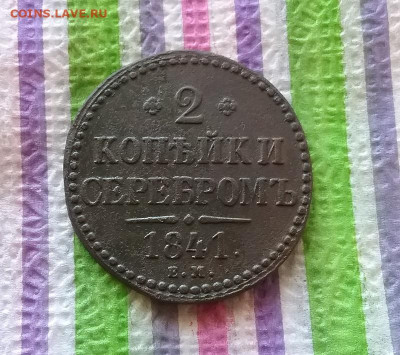 COINS.LAVE.RU
2
КОПѢЙКИ
СЕРЕБРОМЪ
1841.
Е.М.